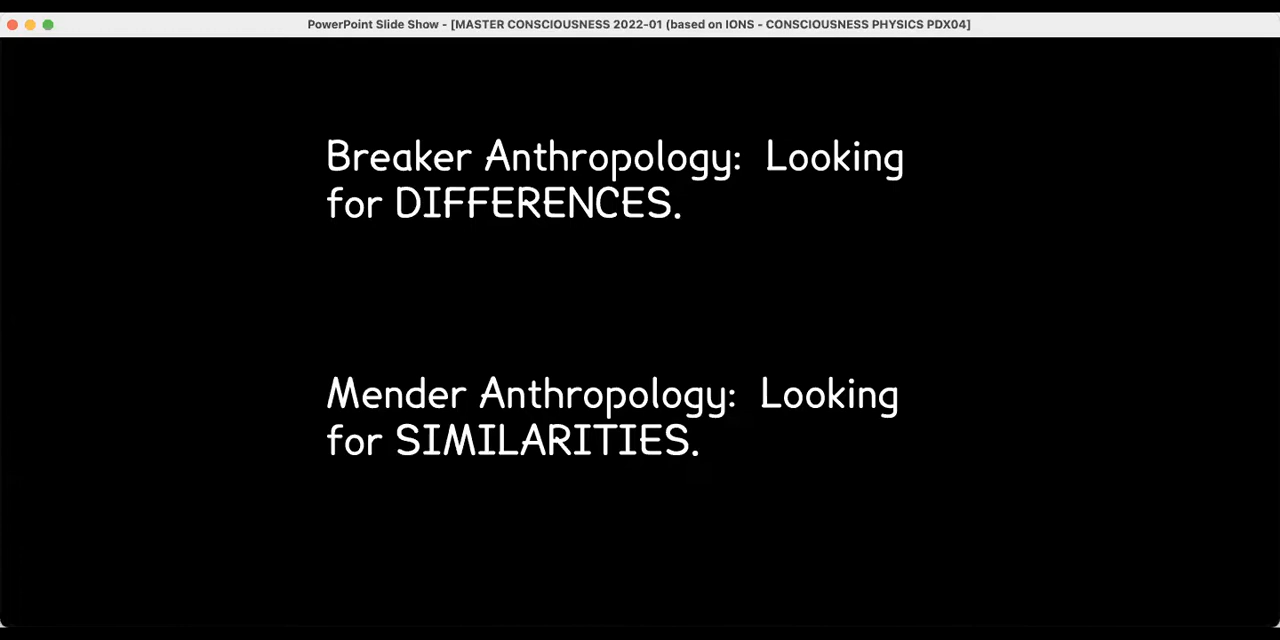 PowerPoint Slide Show - [MASTER CONSCIOUSNESS 2022-01 (based on IONS - CONSCIOUSNESS PHYSICS PDX04]
Breaker Anthropology: Looking
for DIFFERENCES.
Mender Anthropology: Looking
for SIMILARITIES.